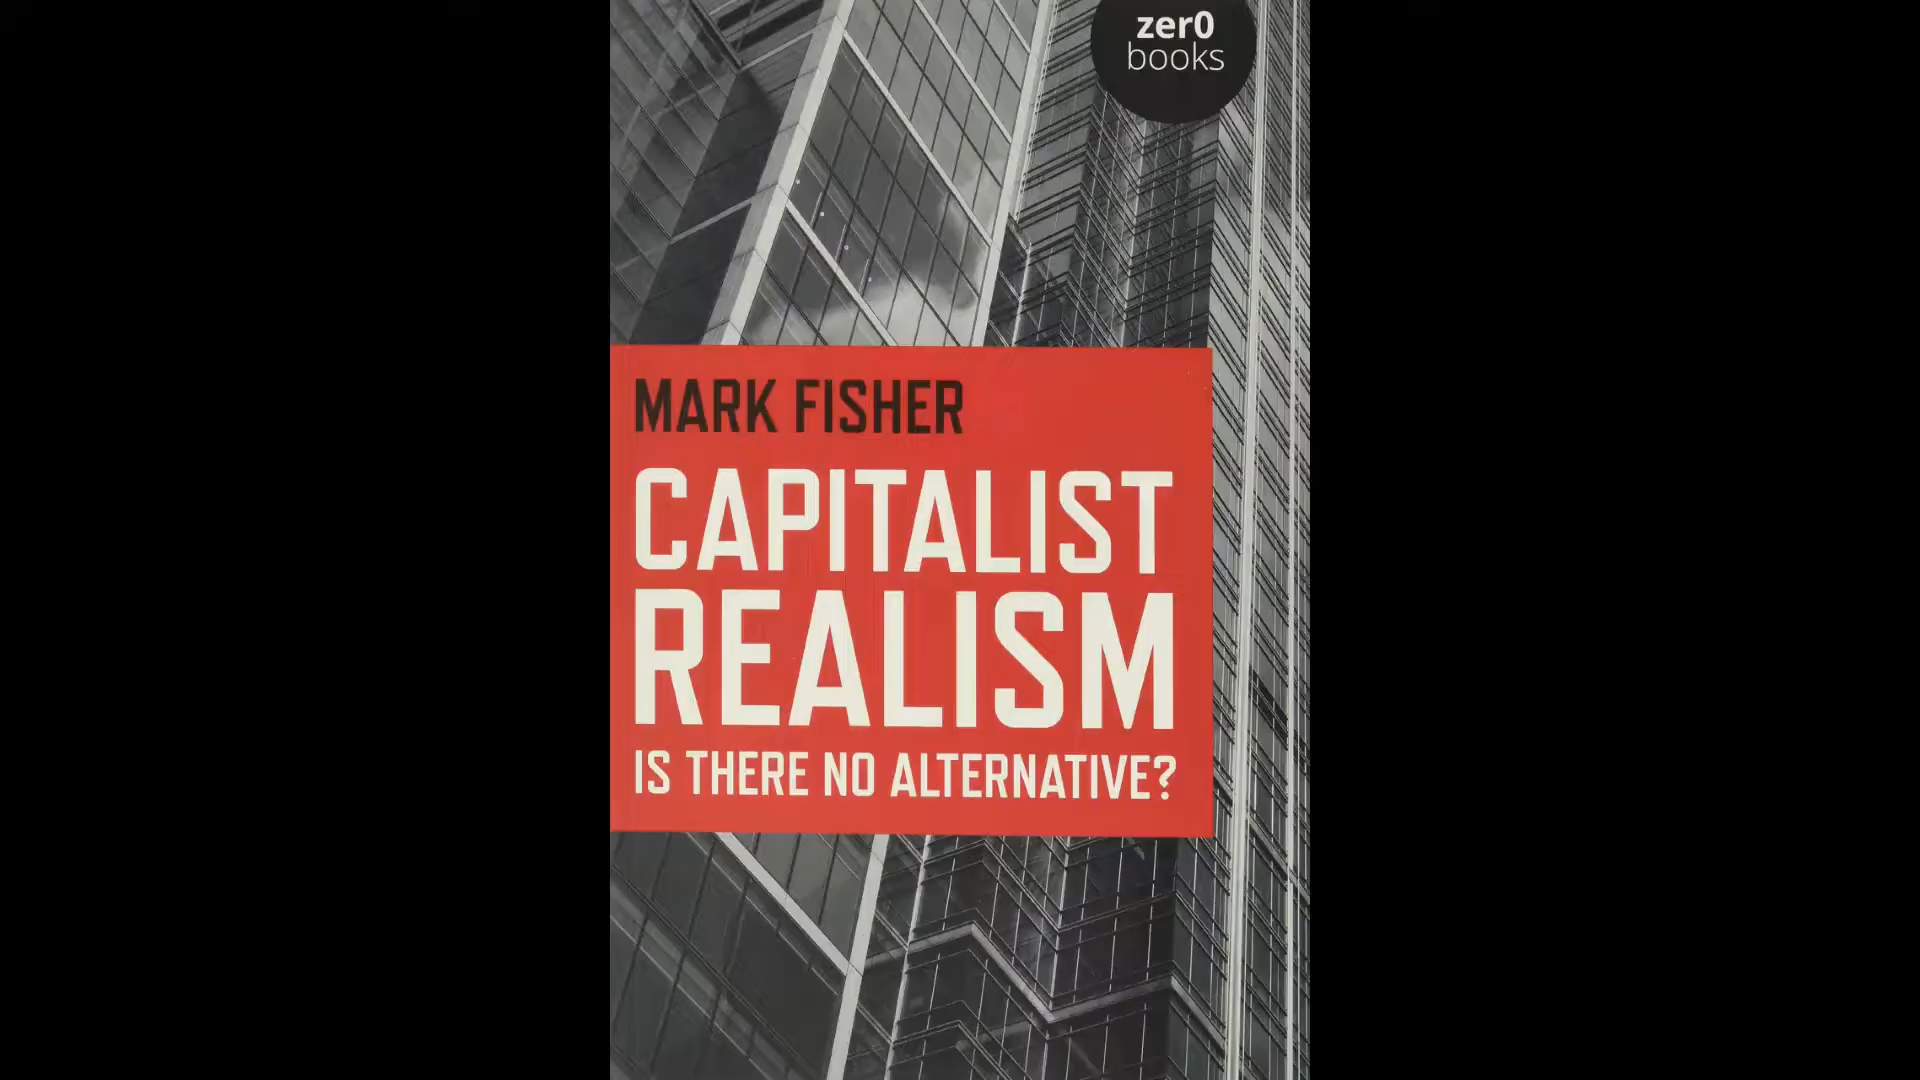 zer0
books
MARK FISHER
CAPITALIST
REALISM
IS THERE NO ALTERNATIVE?